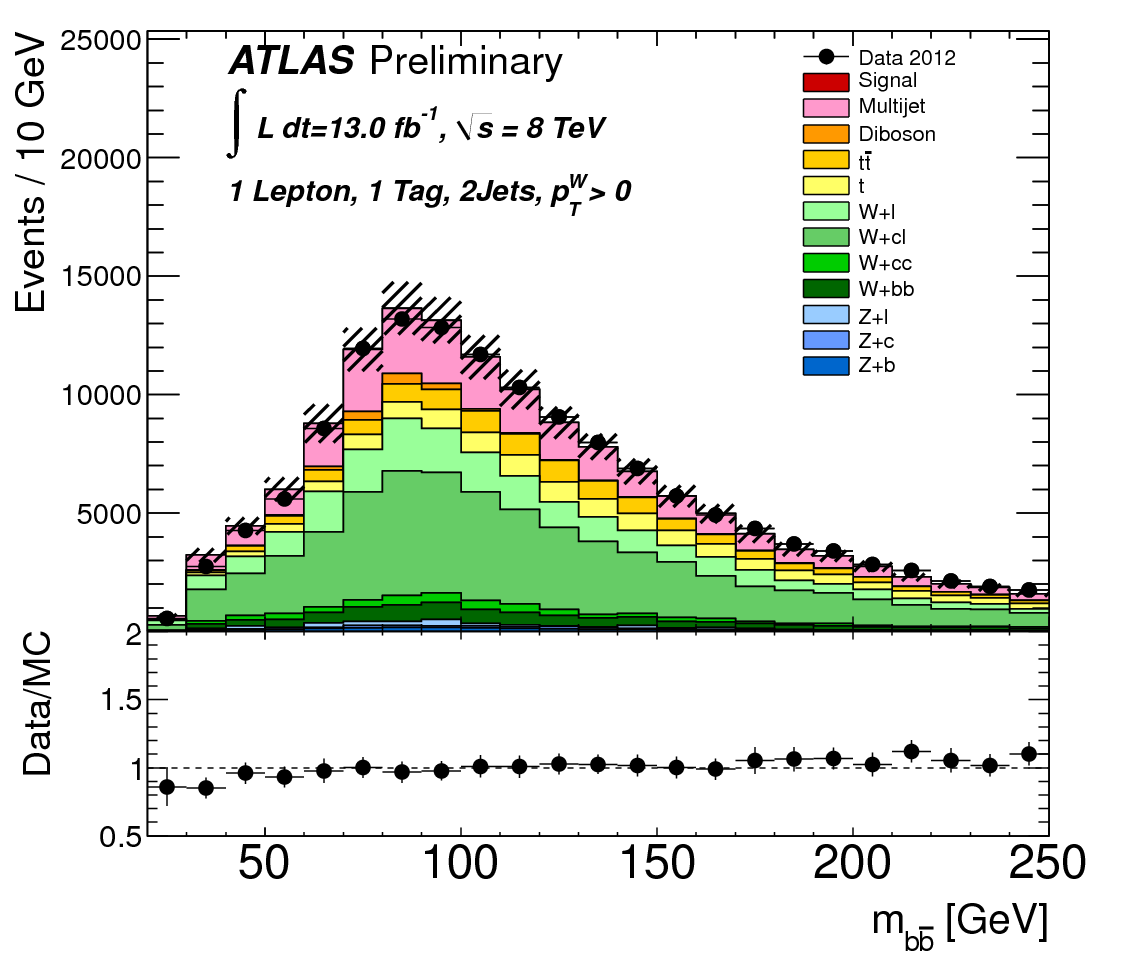 25000
20000
15000
10000
5000
Events / 10 GeV
ATLAS Preliminary
∫ L dt=13.0 fb⁻¹, √s = 8 TeV
1 Lepton, 1 Tag, 2Jets, p_T^W > 0
Data 2012
Signal
Multijet
Diboson
tt̄
t
W+l
W+cl
W+cc
W+bb
Z+l
Z+c
Z+b
Data/MC
2
1.5
1
0.5
50 100 150 200 250
m_bb̄ [GeV]